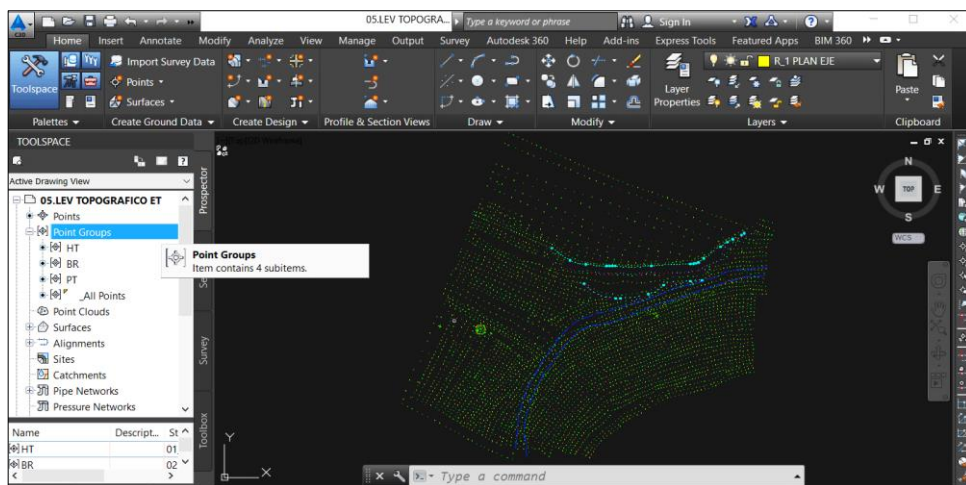 05.LEV TOPOGRA... Type a keyword or phrase Sign In
C3D
Home Insert Annotate Modify Analyze View Manage Output Survey Autodesk 360 Help Add-ins Express Tools Featured Apps BIM 360
Toolspace
Import Survey Data
Points
Surfaces
Layer Properties
R_1 PLAN EJE
Paste
Palettes Create Ground Data Create Design Profile & Section Views Draw Modify Layers Clipboard
TOOLSPACE
Active Drawing View
05.LEV TOPOGRAFICO ET
Points
Point Groups
HT
BR
PT
_All Points
Point Clouds
Surfaces
Alignments
Sites
Catchments
Pipe Networks
Pressure Networks
Name Descript... St
HT 01
BR 02
Prospector
Survey
Toolbox
Point Groups
Item contains 4 subitems.
N
W TOP E
S
WCS
Y
X
Type a command